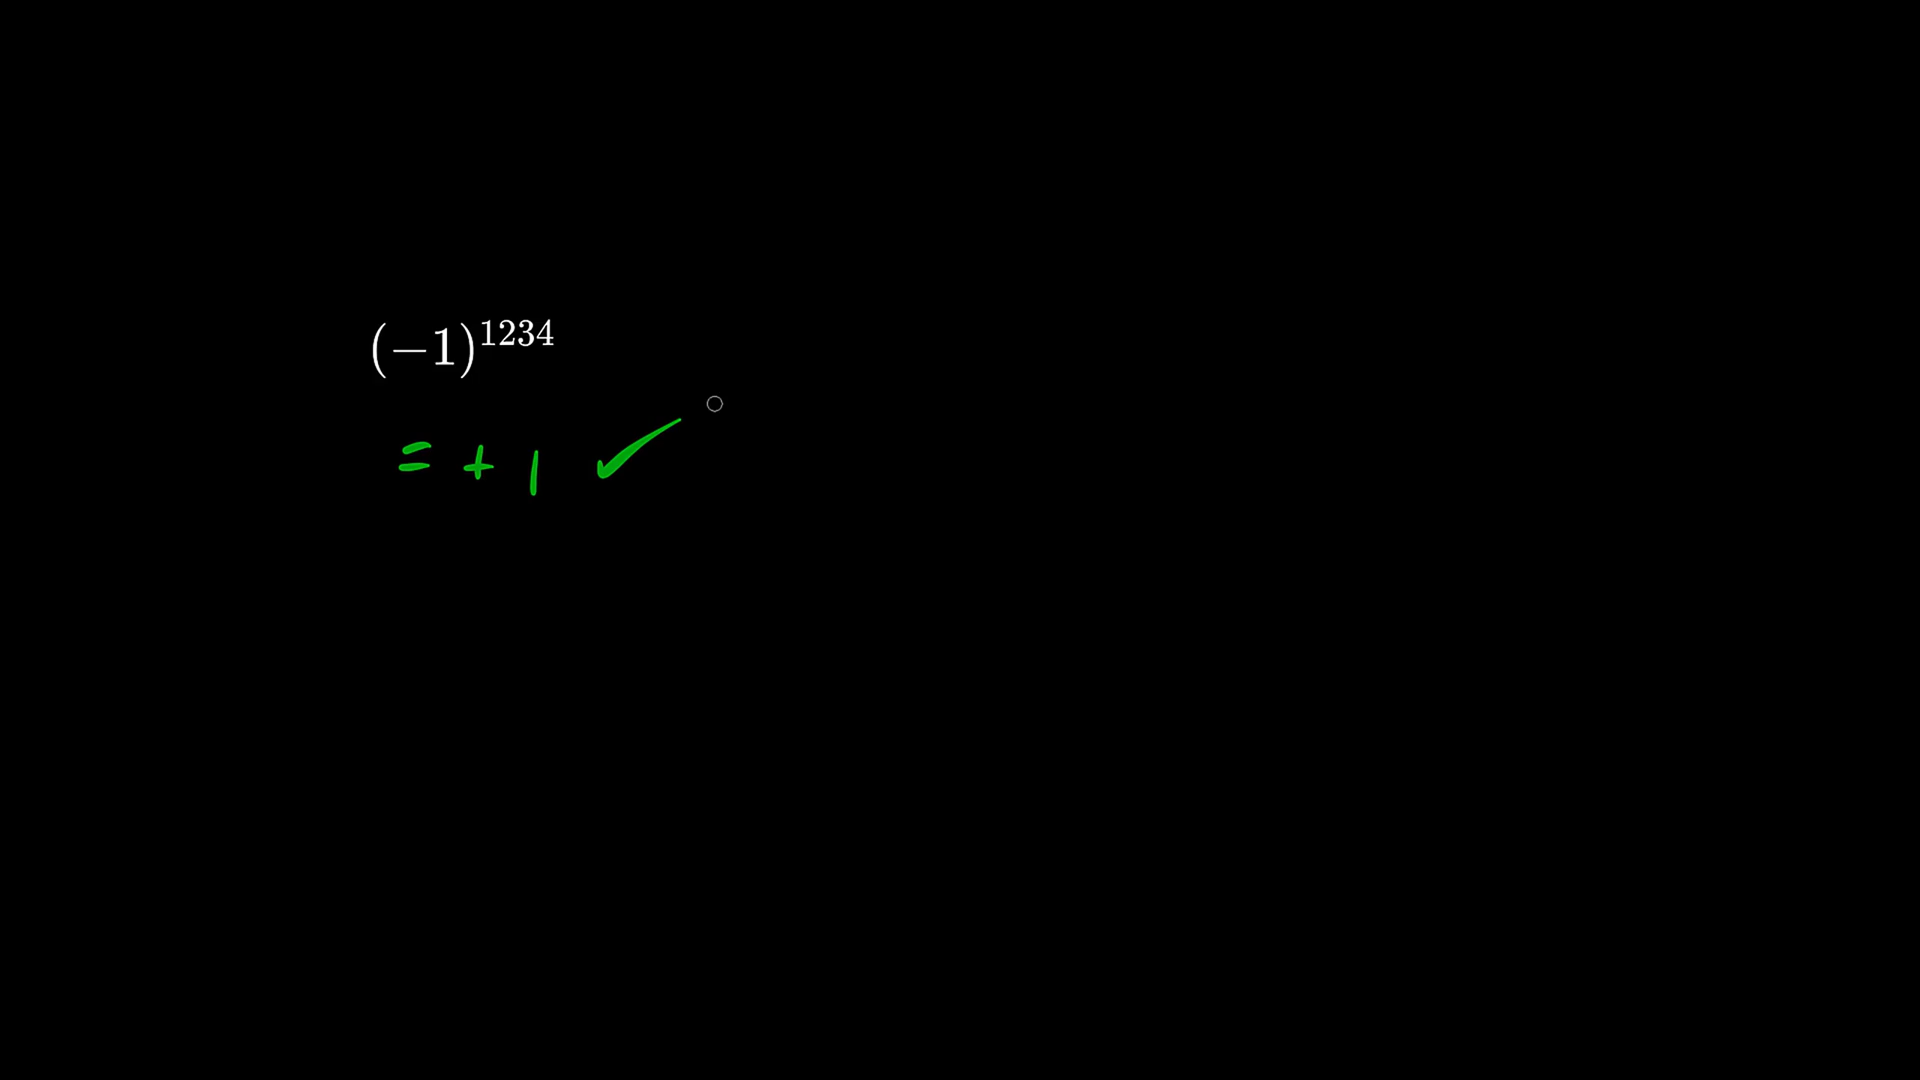 (−1)^1234
= + 1 ✓